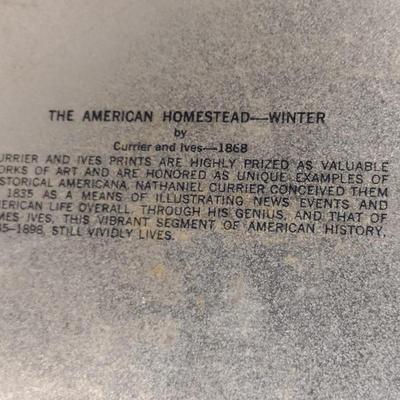 THE AMERICAN HOMESTEAD—WINTER
by
Currier and Ives—1868
URRIER AND IVES PRINTS ARE HIGHLY PRIZED AS VALUABLE
ORKS OF ART AND ARE HONORED AS UNIQUE EXAMPLES OF
STORICAL AMERICANA. NATHANIEL CURRIER CONCEIVED THEM
1835 AS A MEANS OF ILLUSTRATING NEWS EVENTS AND
ERICAN LIFE OVERALL. THROUGH HIS GENIUS, AND THAT OF
MES IVES, THIS VIBRANT SEGMENT OF AMERICAN HISTORY,
35—1898, STILL VIVIDLY LIVES.